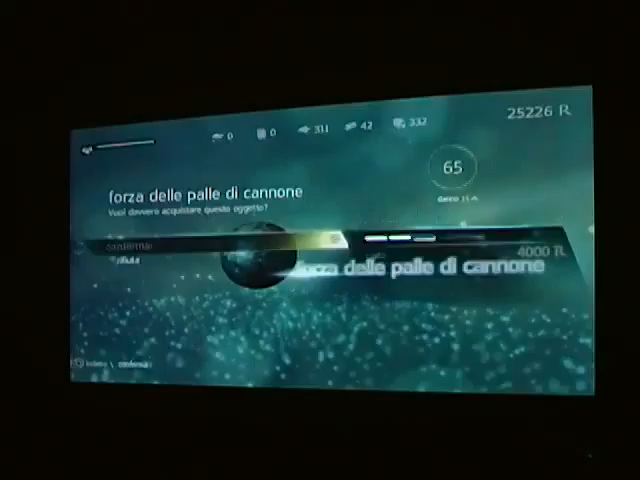 0 0 311 42 332
25226 R
65
forza delle palle di cannone
Vuoi davvero acquistare questo oggetto?
conferma
4000 R
rifiuta
forza delle palle di cannone